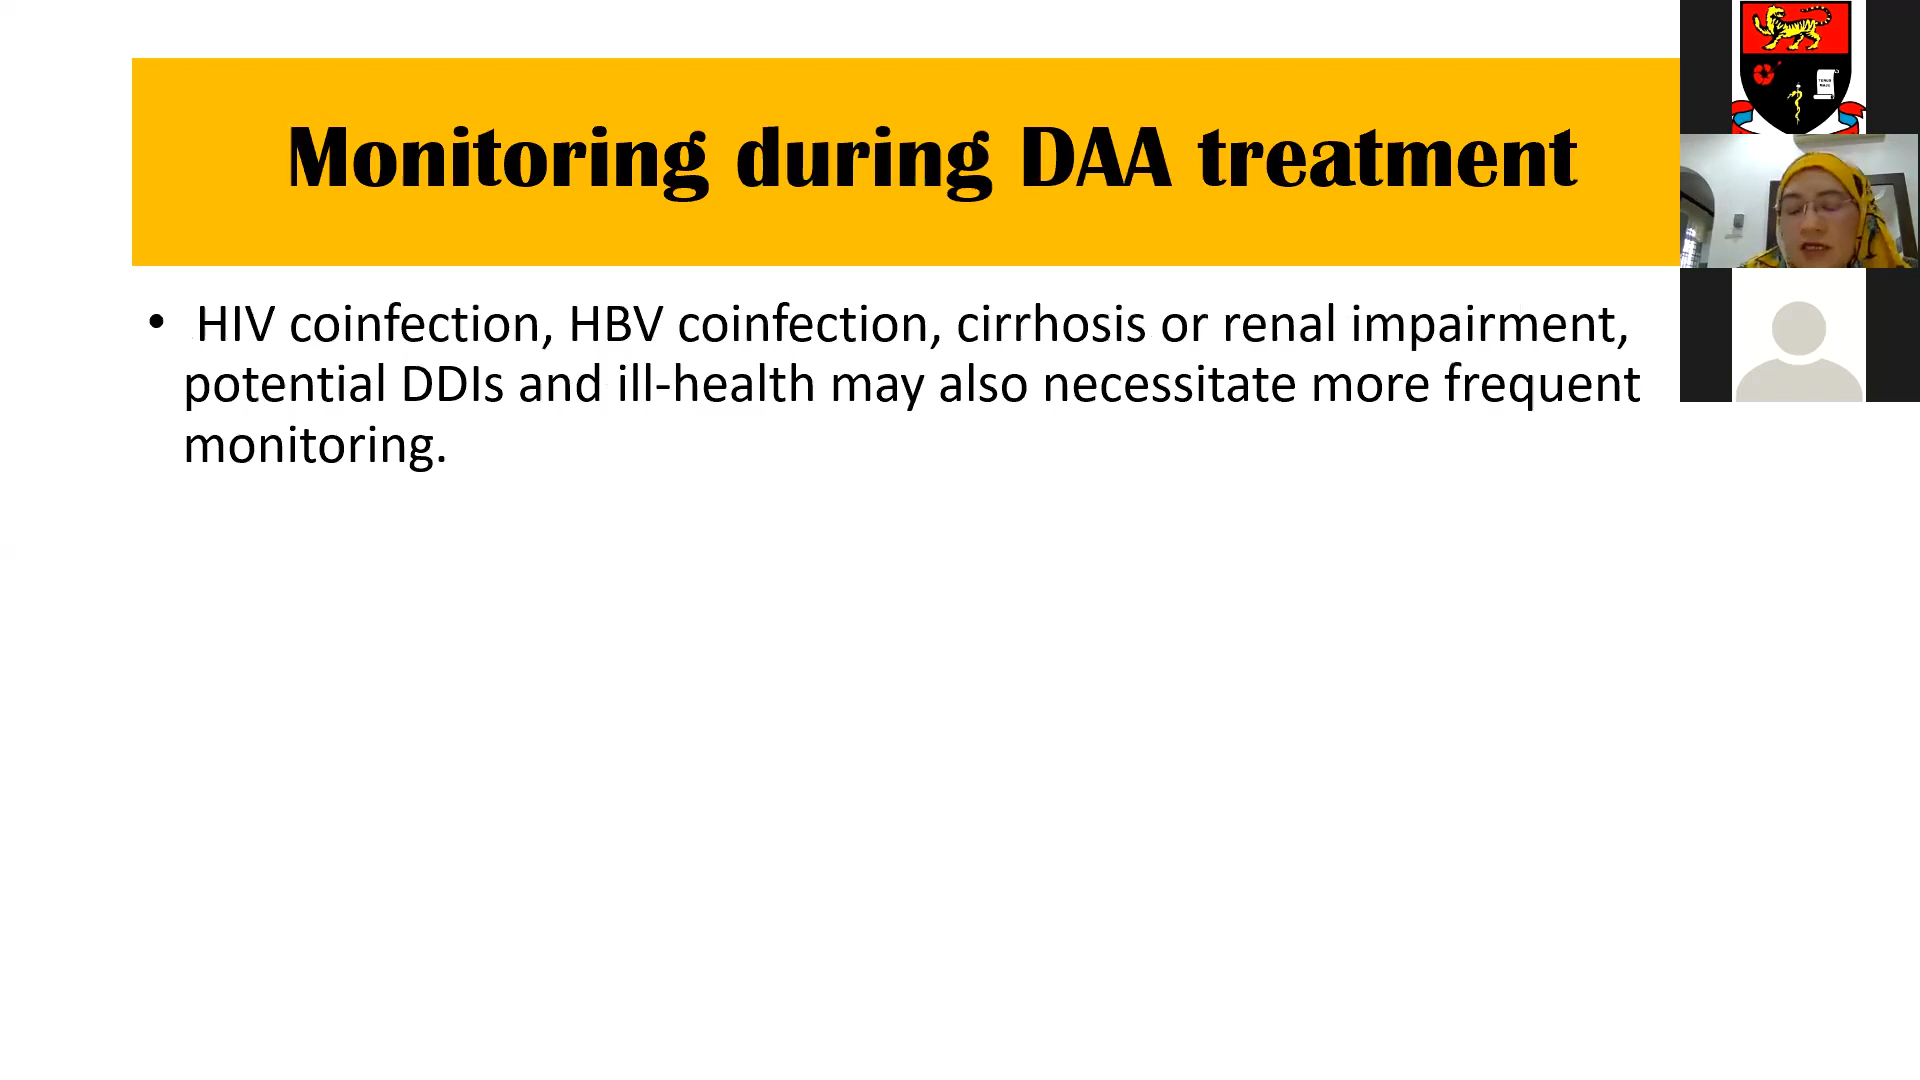 Monitoring during DAA treatment
• HIV coinfection, HBV coinfection, cirrhosis or renal impairment,
potential DDIs and ill-health may also necessitate more frequent
monitoring.